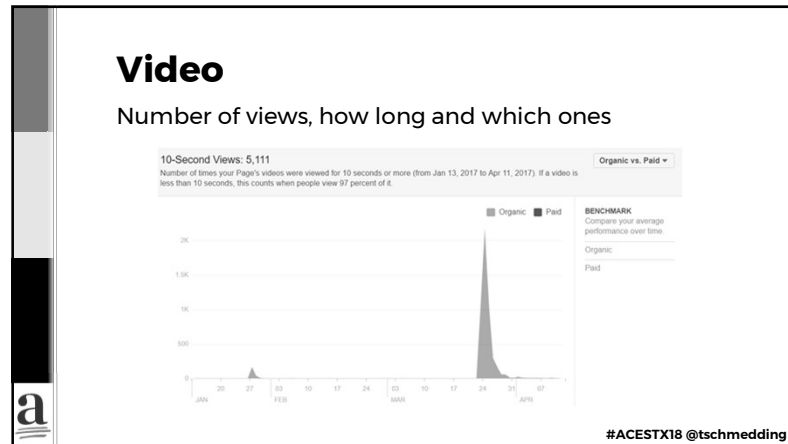 Video
Number of views, how long and which ones
10-Second Views: 5,111
Number of times your Page's videos were viewed for 10 seconds or more (from Jan 13, 2017 to Apr 11, 2017). If a video is
less than 10 seconds, this counts when people view 97 percent of it.
Organic vs. Paid
Organic Paid
BENCHMARK
Compare your average
performance over time.
Organic
Paid
2K
1.5K
1K
500
0
20 27 03 10 17 24 03 10 17 24 31 07
JAN FEB MAR APR
a
#ACESTX18 @tschmedding